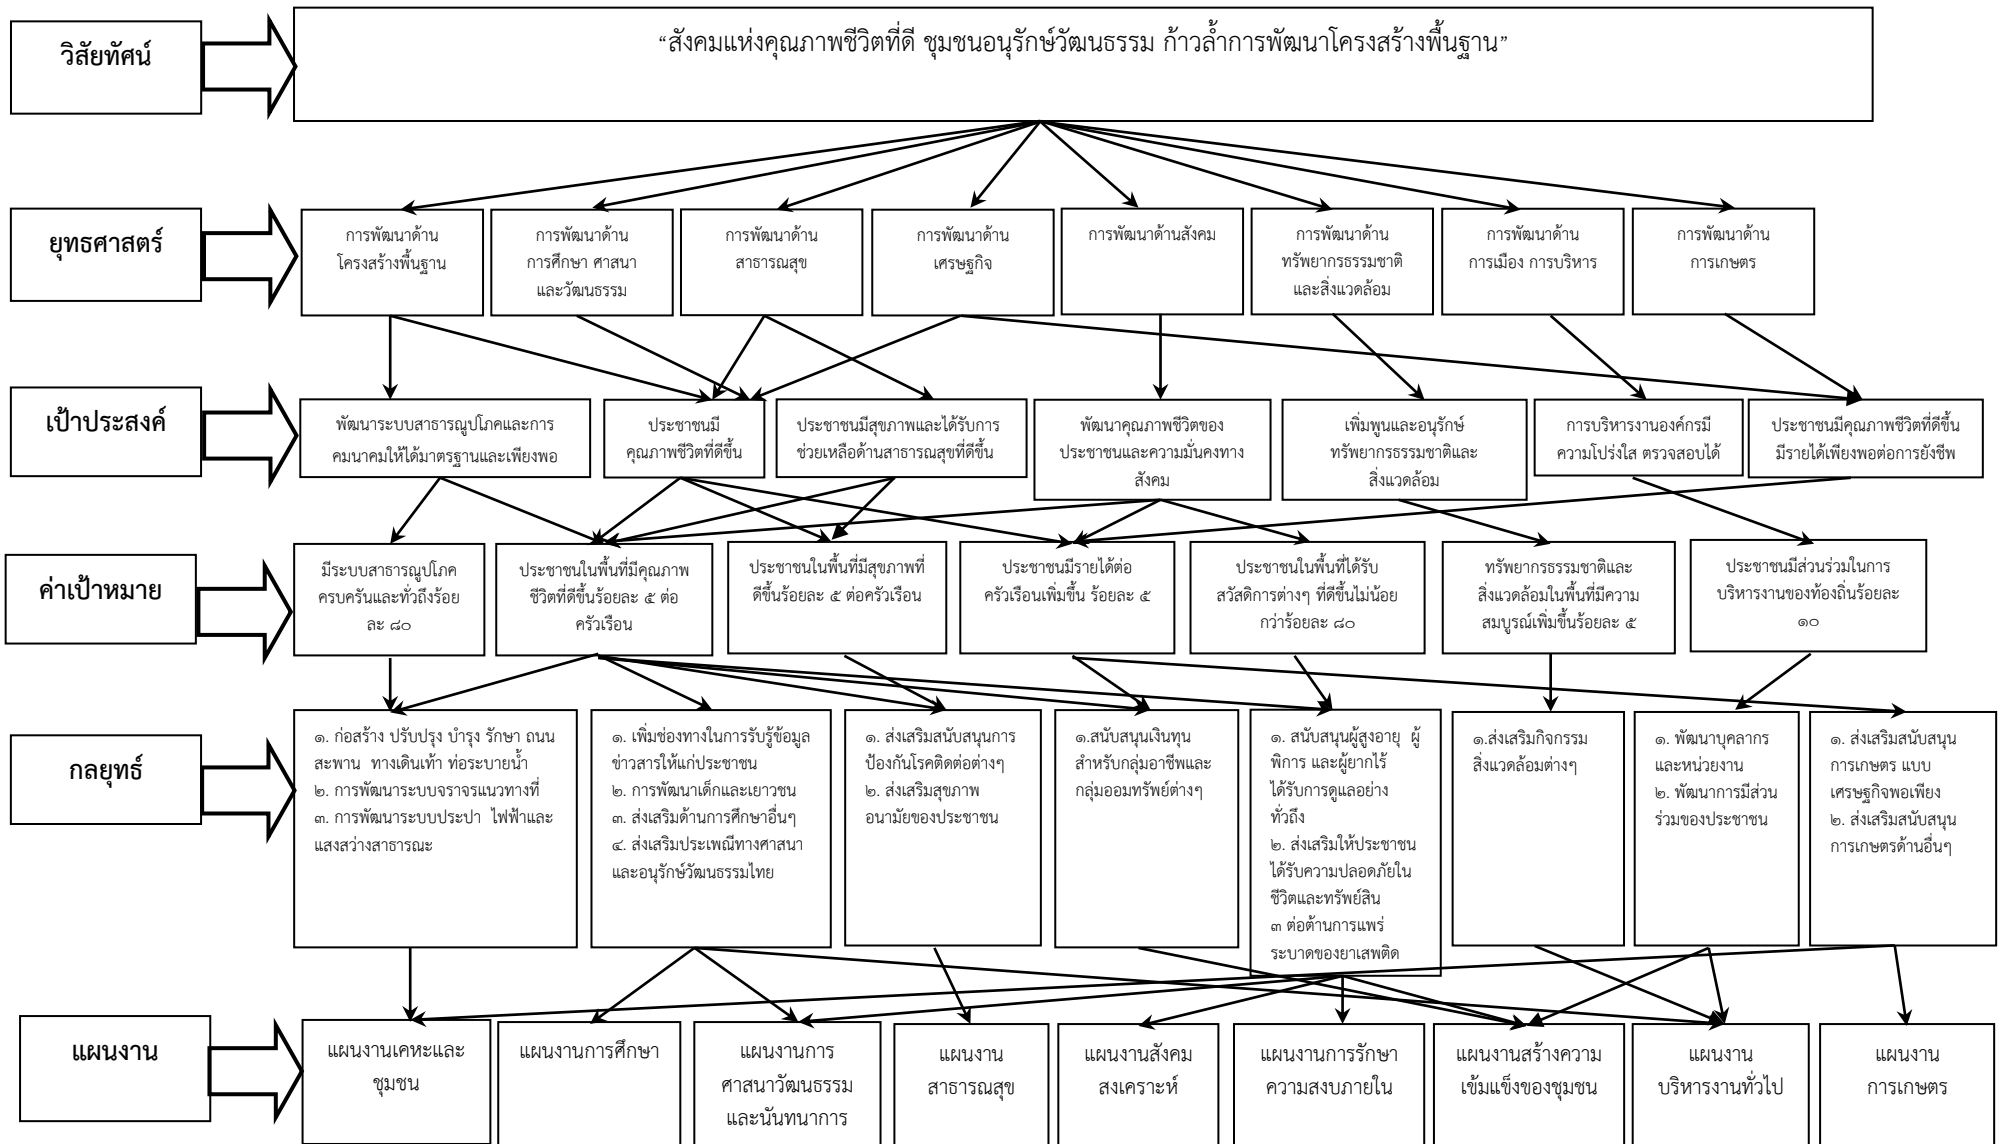 วิสัยทัศน์
“สังคมแห่งคุณภาพชีวิตที่ดี ชุมชนอนุรักษ์วัฒนธรรม ก้าวล้ำการพัฒนาโครงสร้างพื้นฐาน”
ยุทธศาสตร์
การพัฒนาด้าน
โครงสร้างพื้นฐาน
การพัฒนาด้าน
การศึกษา ศาสนา
และวัฒนธรรม
การพัฒนาด้าน
สาธารณสุข
การพัฒนาด้าน
เศรษฐกิจ
การพัฒนาด้านสังคม
การพัฒนาด้าน
ทรัพยากรธรรมชาติ
และสิ่งแวดล้อม
การพัฒนาด้าน
การเมือง การบริหาร
การพัฒนาด้าน
การเกษตร
เป้าประสงค์
พัฒนาระบบสาธารณูปโภคและการ
คมนาคมให้ได้มาตรฐานและเพียงพอ
ประชาชนมี
คุณภาพชีวิตที่ดีขึ้น
ประชาชนมีสุขภาพและได้รับการ
ช่วยเหลือด้านสาธารณสุขที่ดีขึ้น
พัฒนาคุณภาพชีวิตของ
ประชาชนและความมั่นคงทาง
สังคม
เพิ่มพูนและอนุรักษ์
ทรัพยากรธรรมชาติและ
สิ่งแวดล้อม
การบริหารงานองค์กรมี
ความโปร่งใส ตรวจสอบได้
ประชาชนมีคุณภาพชีวิตที่ดีขึ้น
มีรายได้เพียงพอต่อการยังชีพ
ค่าเป้าหมาย
มีระบบสาธารณูปโภค
ครบครันและทั่วถึงร้อย
ละ ๘๐
ประชาชนในพื้นที่มีคุณภาพ
ชีวิตที่ดีขึ้นร้อยละ ๕ ต่อ
ครัวเรือน
ประชาชนในพื้นที่มีสุขภาพที่
ดีขึ้นร้อยละ ๕ ต่อครัวเรือน
ประชาชนมีรายได้ต่อ
ครัวเรือนเพิ่มขึ้น ร้อยละ ๕
ประชาชนในพื้นที่ได้รับ
สวัสดิการต่างๆ ที่ดีขึ้นไม่น้อย
กว่าร้อยละ ๘๐
ทรัพยากรธรรมชาติและ
สิ่งแวดล้อมในพื้นที่มีความ
สมบูรณ์เพิ่มขึ้นร้อยละ ๕
ประชาชนมีส่วนร่วมในการ
บริหารงานของท้องถิ่นร้อยละ
๑๐
กลยุทธ์
๑. ก่อสร้าง ปรับปรุง บำรุง รักษา ถนน
สะพาน ทางเดินเท้า ท่อระบายน้ำ
๒. การพัฒนาระบบจราจรแนวทางที่
๓. การพัฒนาระบบประปา ไฟฟ้าและ
แสงสว่างสาธารณะ
๑. เพิ่มช่องทางในการรับรู้ข้อมูล
ข่าวสารให้แก่ประชาชน
๒. การพัฒนาเด็กและเยาวชน
๓. ส่งเสริมด้านการศึกษาอื่นๆ
๔. ส่งเสริมประเพณีทางศาสนา
และอนุรักษ์วัฒนธรรมไทย
๑. ส่งเสริมสนับสนุนการ
ป้องกันโรคติดต่อต่างๆ
๒. ส่งเสริมสุขภาพ
อนามัยของประชาชน
๑.สนับสนุนเงินทุน
สำหรับกลุ่มอาชีพและ
กลุ่มออมทรัพย์ต่างๆ
๑. สนับสนุนผู้สูงอายุ ผู้
พิการ และผู้ยากไร้
ได้รับการดูแลอย่าง
ทั่วถึง
๒. ส่งเสริมให้ประชาชน
ได้รับความปลอดภัยใน
ชีวิตและทรัพย์สิน
๓ ต่อต้านการแพร่
ระบาดของยาเสพติด
๑.ส่งเสริมกิจกรรม
สิ่งแวดล้อมต่างๆ
๑. พัฒนาบุคลากร
และหน่วยงาน
๒. พัฒนาการมีส่วน
ร่วมของประชาชน
๑. ส่งเสริมสนับสนุน
การเกษตร แบบ
เศรษฐกิจพอเพียง
๒. ส่งเสริมสนับสนุน
การเกษตรด้านอื่นๆ
แผนงาน
แผนงานเคหะและ
ชุมชน
แผนงานการศึกษา
แผนงานการ
ศาสนาวัฒนธรรม
และนันทนาการ
แผนงาน
สาธารณสุข
แผนงานสังคม
สงเคราะห์
แผนงานการรักษา
ความสงบภายใน
แผนงานสร้างความ
เข้มแข็งของชุมชน
แผนงาน
บริหารงานทั่วไป
แผนงาน
การเกษตร